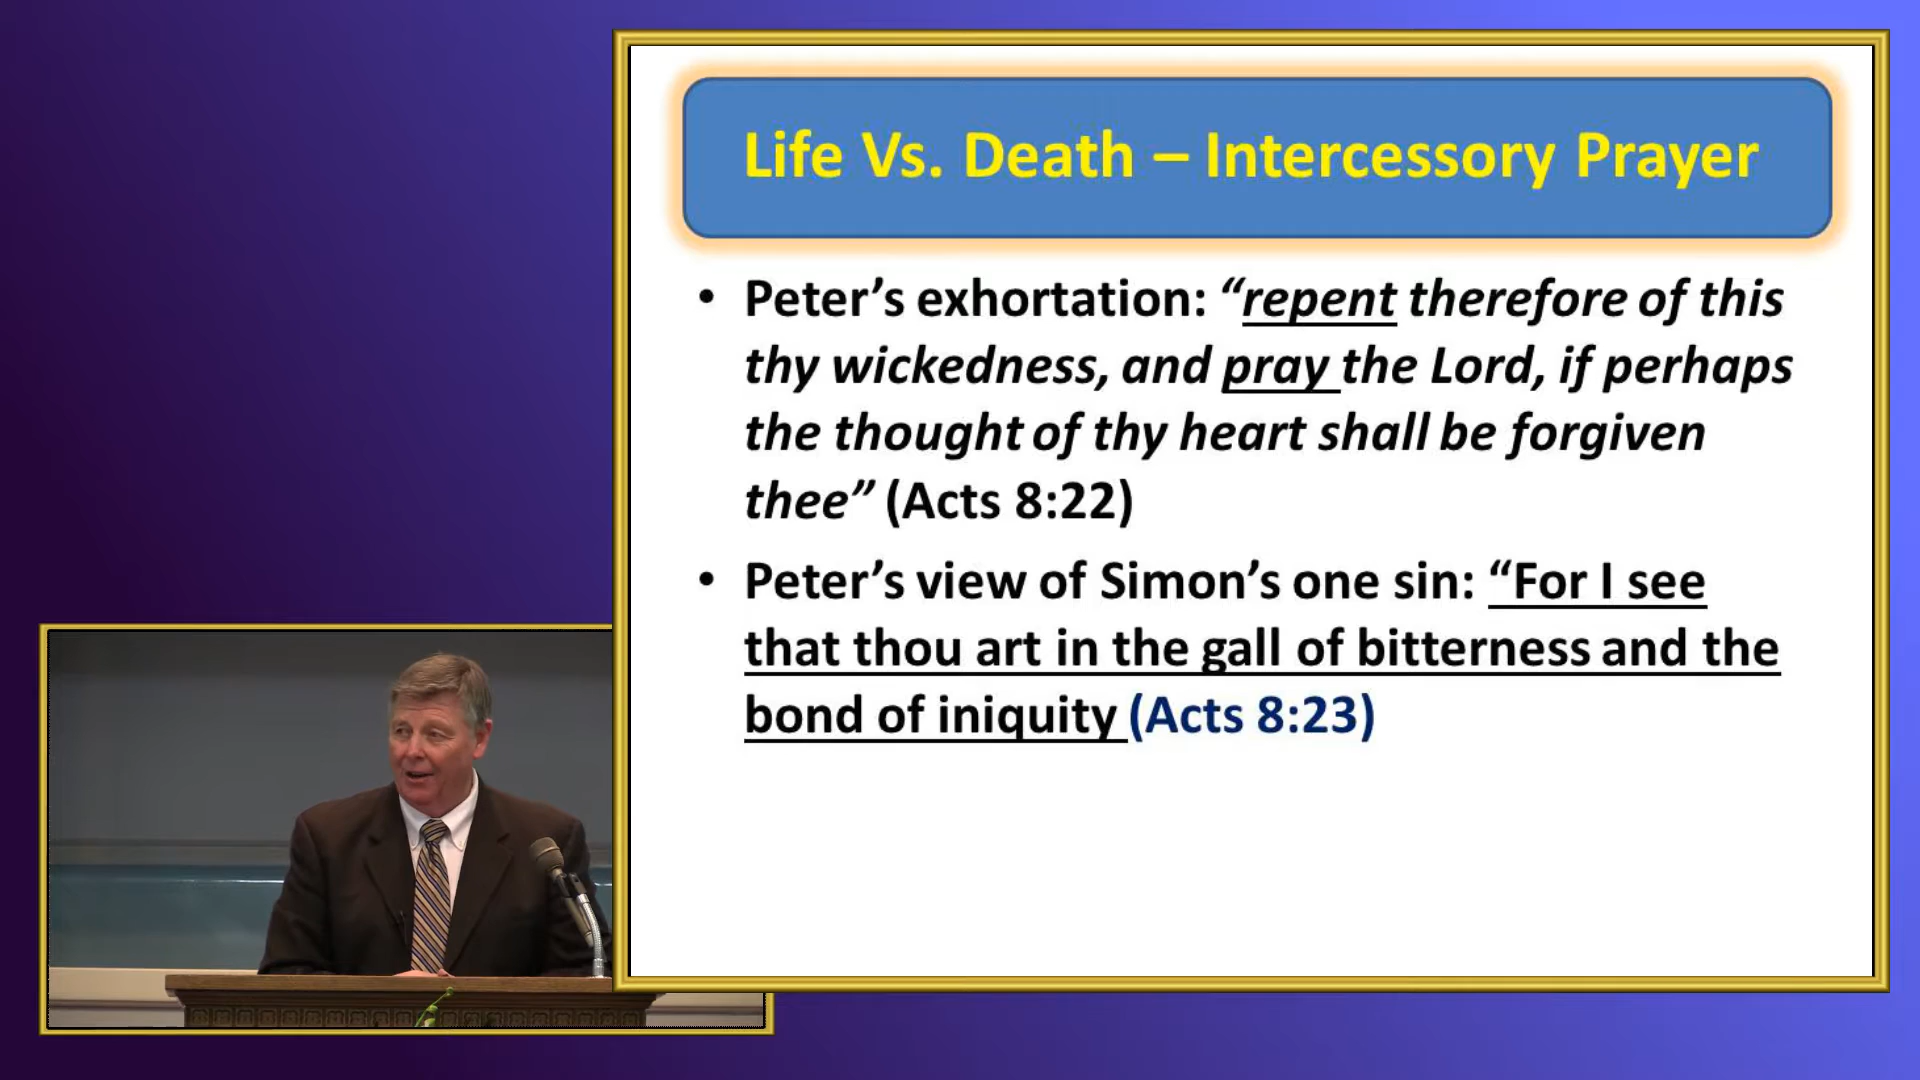 Life Vs. Death – Intercessory Prayer
• Peter’s exhortation: “repent therefore of this
thy wickedness, and pray the Lord, if perhaps
the thought of thy heart shall be forgiven
thee” (Acts 8:22)
• Peter’s view of Simon’s one sin: “For I see
that thou art in the gall of bitterness and the
bond of iniquity (Acts 8:23)